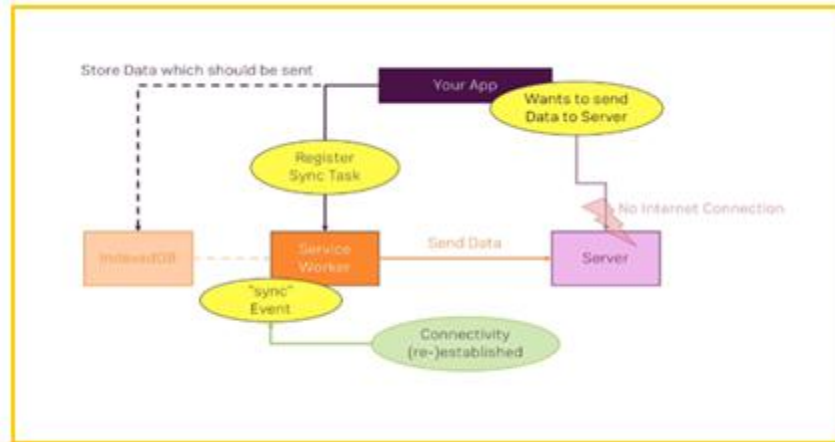 Store Data which should be sent
Your App
Wants to send
Data to Server
Register
Sync Task
No Internet Connection
IndexedDB
Service
Worker
Send Data
Server
"sync"
Event
Connectivity
(re-)established